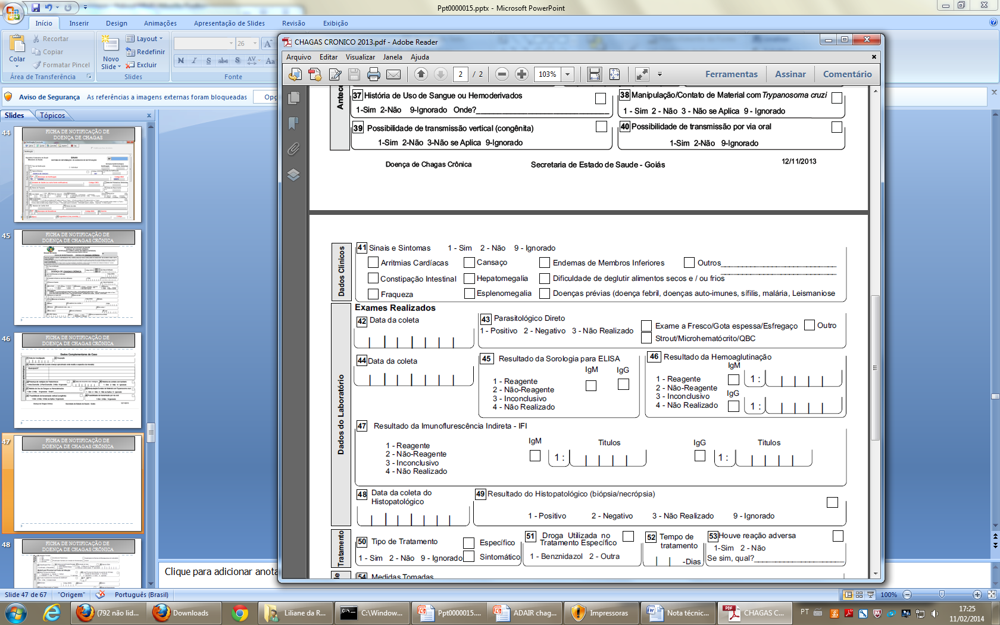 Ppt0000015.pptx - Microsoft PowerPoint
Início Inserir Design Animações Apresentação de Slides Revisão Exibição
Colar
Recortar
Copiar
Formatar Pincel
Área de Transferência
Novo
Slide
Layout
Redefinir
Excluir
Slides
26
N I S abc S AV Aa
Fonte
Aviso de Segurança As referências a imagens externas foram bloqueadas Opç
Slides Tópicos
44
FICHA DE NOTIFICAÇÃO DE
DOENÇA DE CHAGAS
45
FICHA DE NOTIFICAÇÃO DE
DOENÇA DE CHAGAS CRÔNICA
46
FICHA DE NOTIFICAÇÃO DE
DOENÇA DE CHAGAS CRÔNICA
Dados Complementares do Caso
47
FICHA DE NOTIFICAÇÃO DE
DOENÇA DE CHAGAS CRÔNICA
48
FICHA DE NOTIFICAÇÃO DE
DOENÇA DE CHAGAS CRÔNICA
CHAGAS CRONICO 2013.pdf - Adobe Reader
Arquivo Editar Visualizar Janela Ajuda
2 / 2 103% Ferramentas Assinar Comentário
Antece
37 História de Uso de Sangue ou Hemoderivados
1-Sim 2-Não 9-Ignorado Onde?
38 Manipulação/Contato de Material com Trypanosoma cruzi
1 - Sim 2 - Não 3 - Não se Aplica 9 - Ignorado
39 Possibilidade de transmissão vertical (congênita)
1-Sim 2-Não 3-Não se Aplica 9-Ignorado
40 Possibilidade de transmissão por via oral
1-Sim 2-Não 9-Ignorado
Doença de Chagas Crônica Secretaria de Estado de Saude - Goiás 12/11/2013
Dados Clínicos
41 Sinais e Sintomas 1 - Sim 2 - Não 9 - Ignorado
Arritmias Cardíacas Cansaço Endemas de Membros Inferiores Outros
Constipação Intestinal Hepatomegalia Dificuldade de deglutir alimentos secos e / ou frios
Fraqueza Esplenomegalia Doenças prévias (doença febril, doenças auto-imunes, sífilis, malária, Leismaniose
Dados do Laboratório
Exames Realizados
42 Data da coleta
43 Parasitológico Direto
1 - Positivo 2 - Negativo 3 - Não Realizado
Exame a Fresco/Gota espessa/Esfregaço Outro
Strout/Microhematócrito/QBC
44 Data da coleta
45 Resultado da Sorologia para ELISA
IgM IgG
1 - Reagente
2 - Não-Reagente
3 - Inconclusivo
4 - Não Realizado
46 Resultado da Hemoaglutinação
IgM
1 - Reagente 1 :
2 - Não-Reagente
3 - Inconclusivo IgG
4 - Não Realizado 1 :
47 Resultado da Imunoflurescência Indireta - IFI
IgM Titulos IgG Titulos
1 - Reagente
2 - Não-Reagente 1 : 1 :
3 - Inconclusivo
4 - Não Realizado
48 Data da coleta do
Histopatológico
49 Resultado do Histopatológico (biópsia/necrópsia)
1 - Positivo 2 - Negativo 3 - Não Realizado 9 - Ignorado
Tratamento
50 Tipo de Tratamento
1 - Sim 2 - Não 9 - Ignorado
Específico
Sintomático
51 Droga Utilizada no
Tratamento Específico
1 - Benznidazol 2 - Outra
52 Tempo de
tratamento
-Dias
53 Houve reação adversa
1-Sim 2 - Não
Se sim, qual?
54 Medidas Tomadas
Clique para adicionar anota
Slide 47 de 67 "Origem" Português (Brasil) 100%
(792 não lid... Downloads Liliane da R... C:\Window... Ppt0000015.... ADAIR chag... Impressoras Nota técnic... CHAGAS C... PT
17:25
11/02/2014